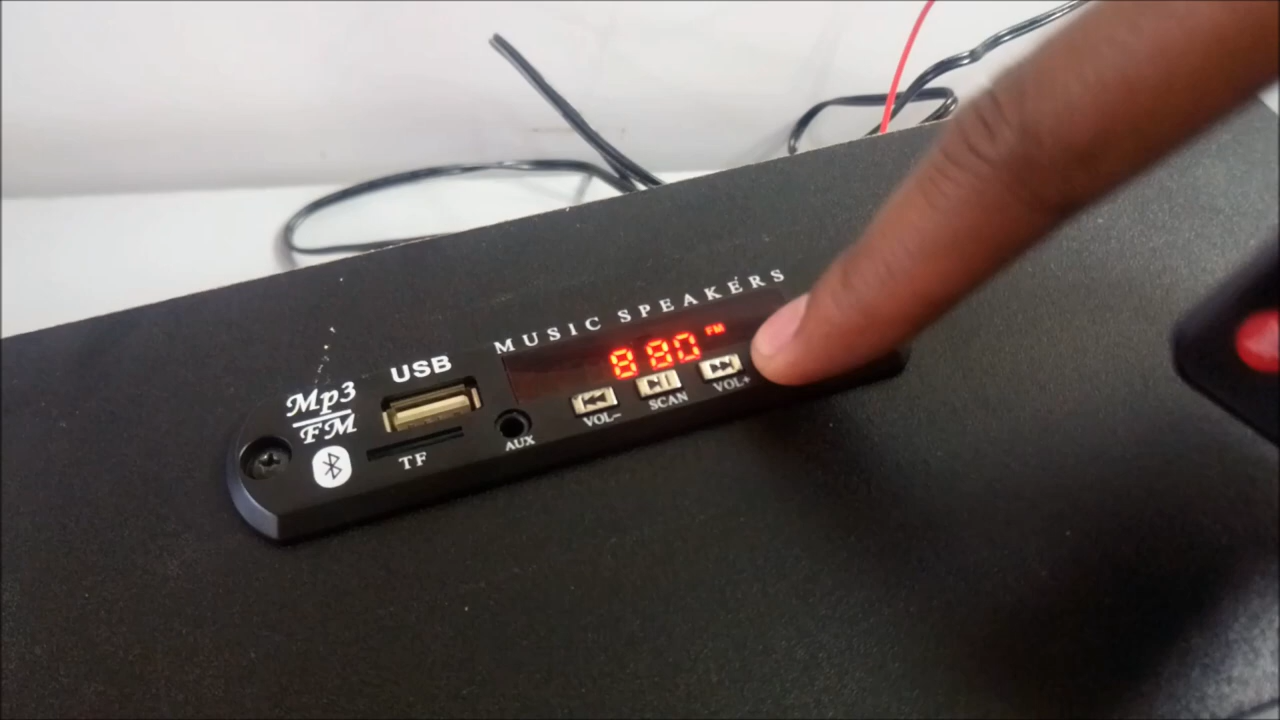 MUSIC SPEAKERS
USB
880 FM
Mp3
FM
VOL-
SCAN
VOL+
AUX
TF